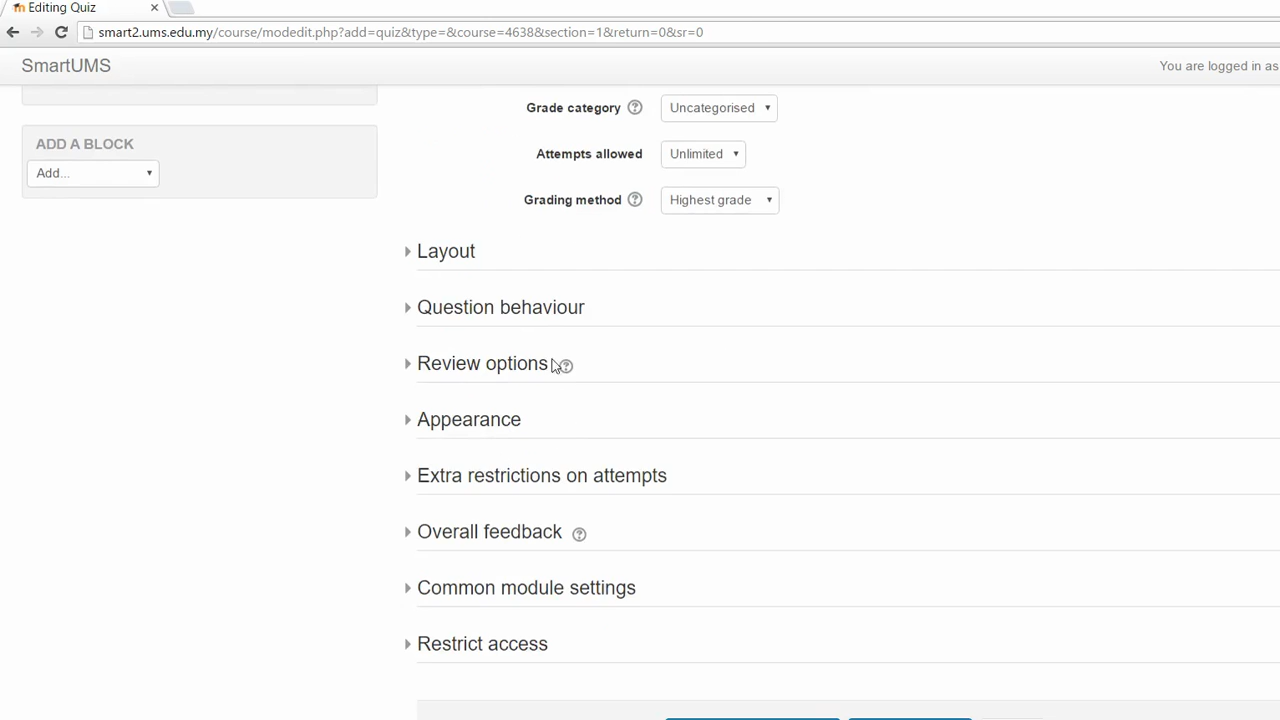 Editing Quiz
smart2.ums.edu.my/course/modedit.php?add=quiz&type=&course=4638&section=1&return=0&sr=0
SmartUMS
You are logged in as
Grade category Uncategorised
ADD A BLOCK
Add...
Attempts allowed Unlimited
Grading method Highest grade
Layout
Question behaviour
Review options
Appearance
Extra restrictions on attempts
Overall feedback
Common module settings
Restrict access